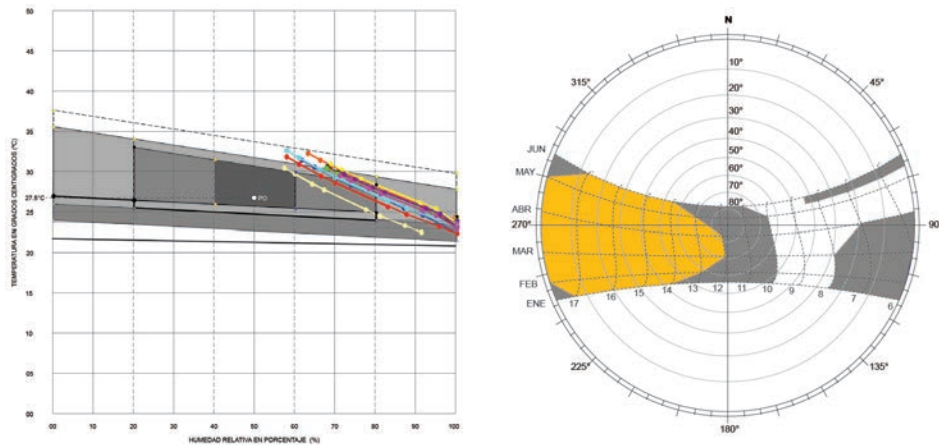 50
45
40
35
30
27.6°C
25
20
15
10
05
00
TEMPERATURA EN GRADOS CENTIGRADOS (ºC)
PO
00 10 20 30 40 50 60 70 80 90 100
HUMEDAD RELATIVA EN PORCENTAJE (%)
N
315°
45°
10°
20°
30°
40°
50°
60°
70°
80°
JUN
MAY
ABR
270°
90
MAR
FEB
ENE
17 16 15 14 13 12 11 10 9 8 7 6
225°
135°
180°